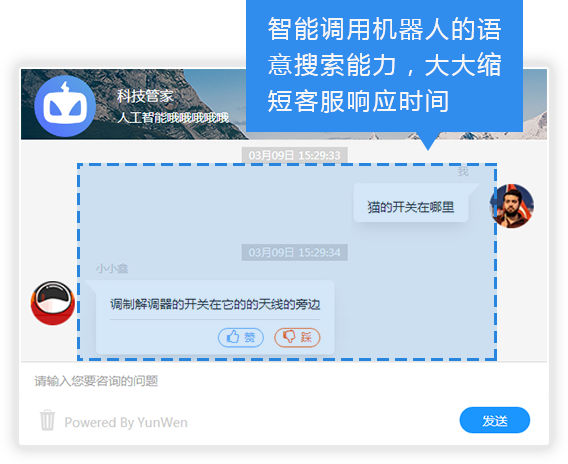 智能调用机器人的语
意搜索能力，大大缩
短客服响应时间
科技管家
人工智能哦哦哦哦哦
03月09日 15:29:33
我
猫的开关在哪里
03月09日 15:29:34
小小盒
调制解调器的开关在它的的天线的旁边
赞 踩
请输入您要咨询的问题
Powered By YunWen 发送